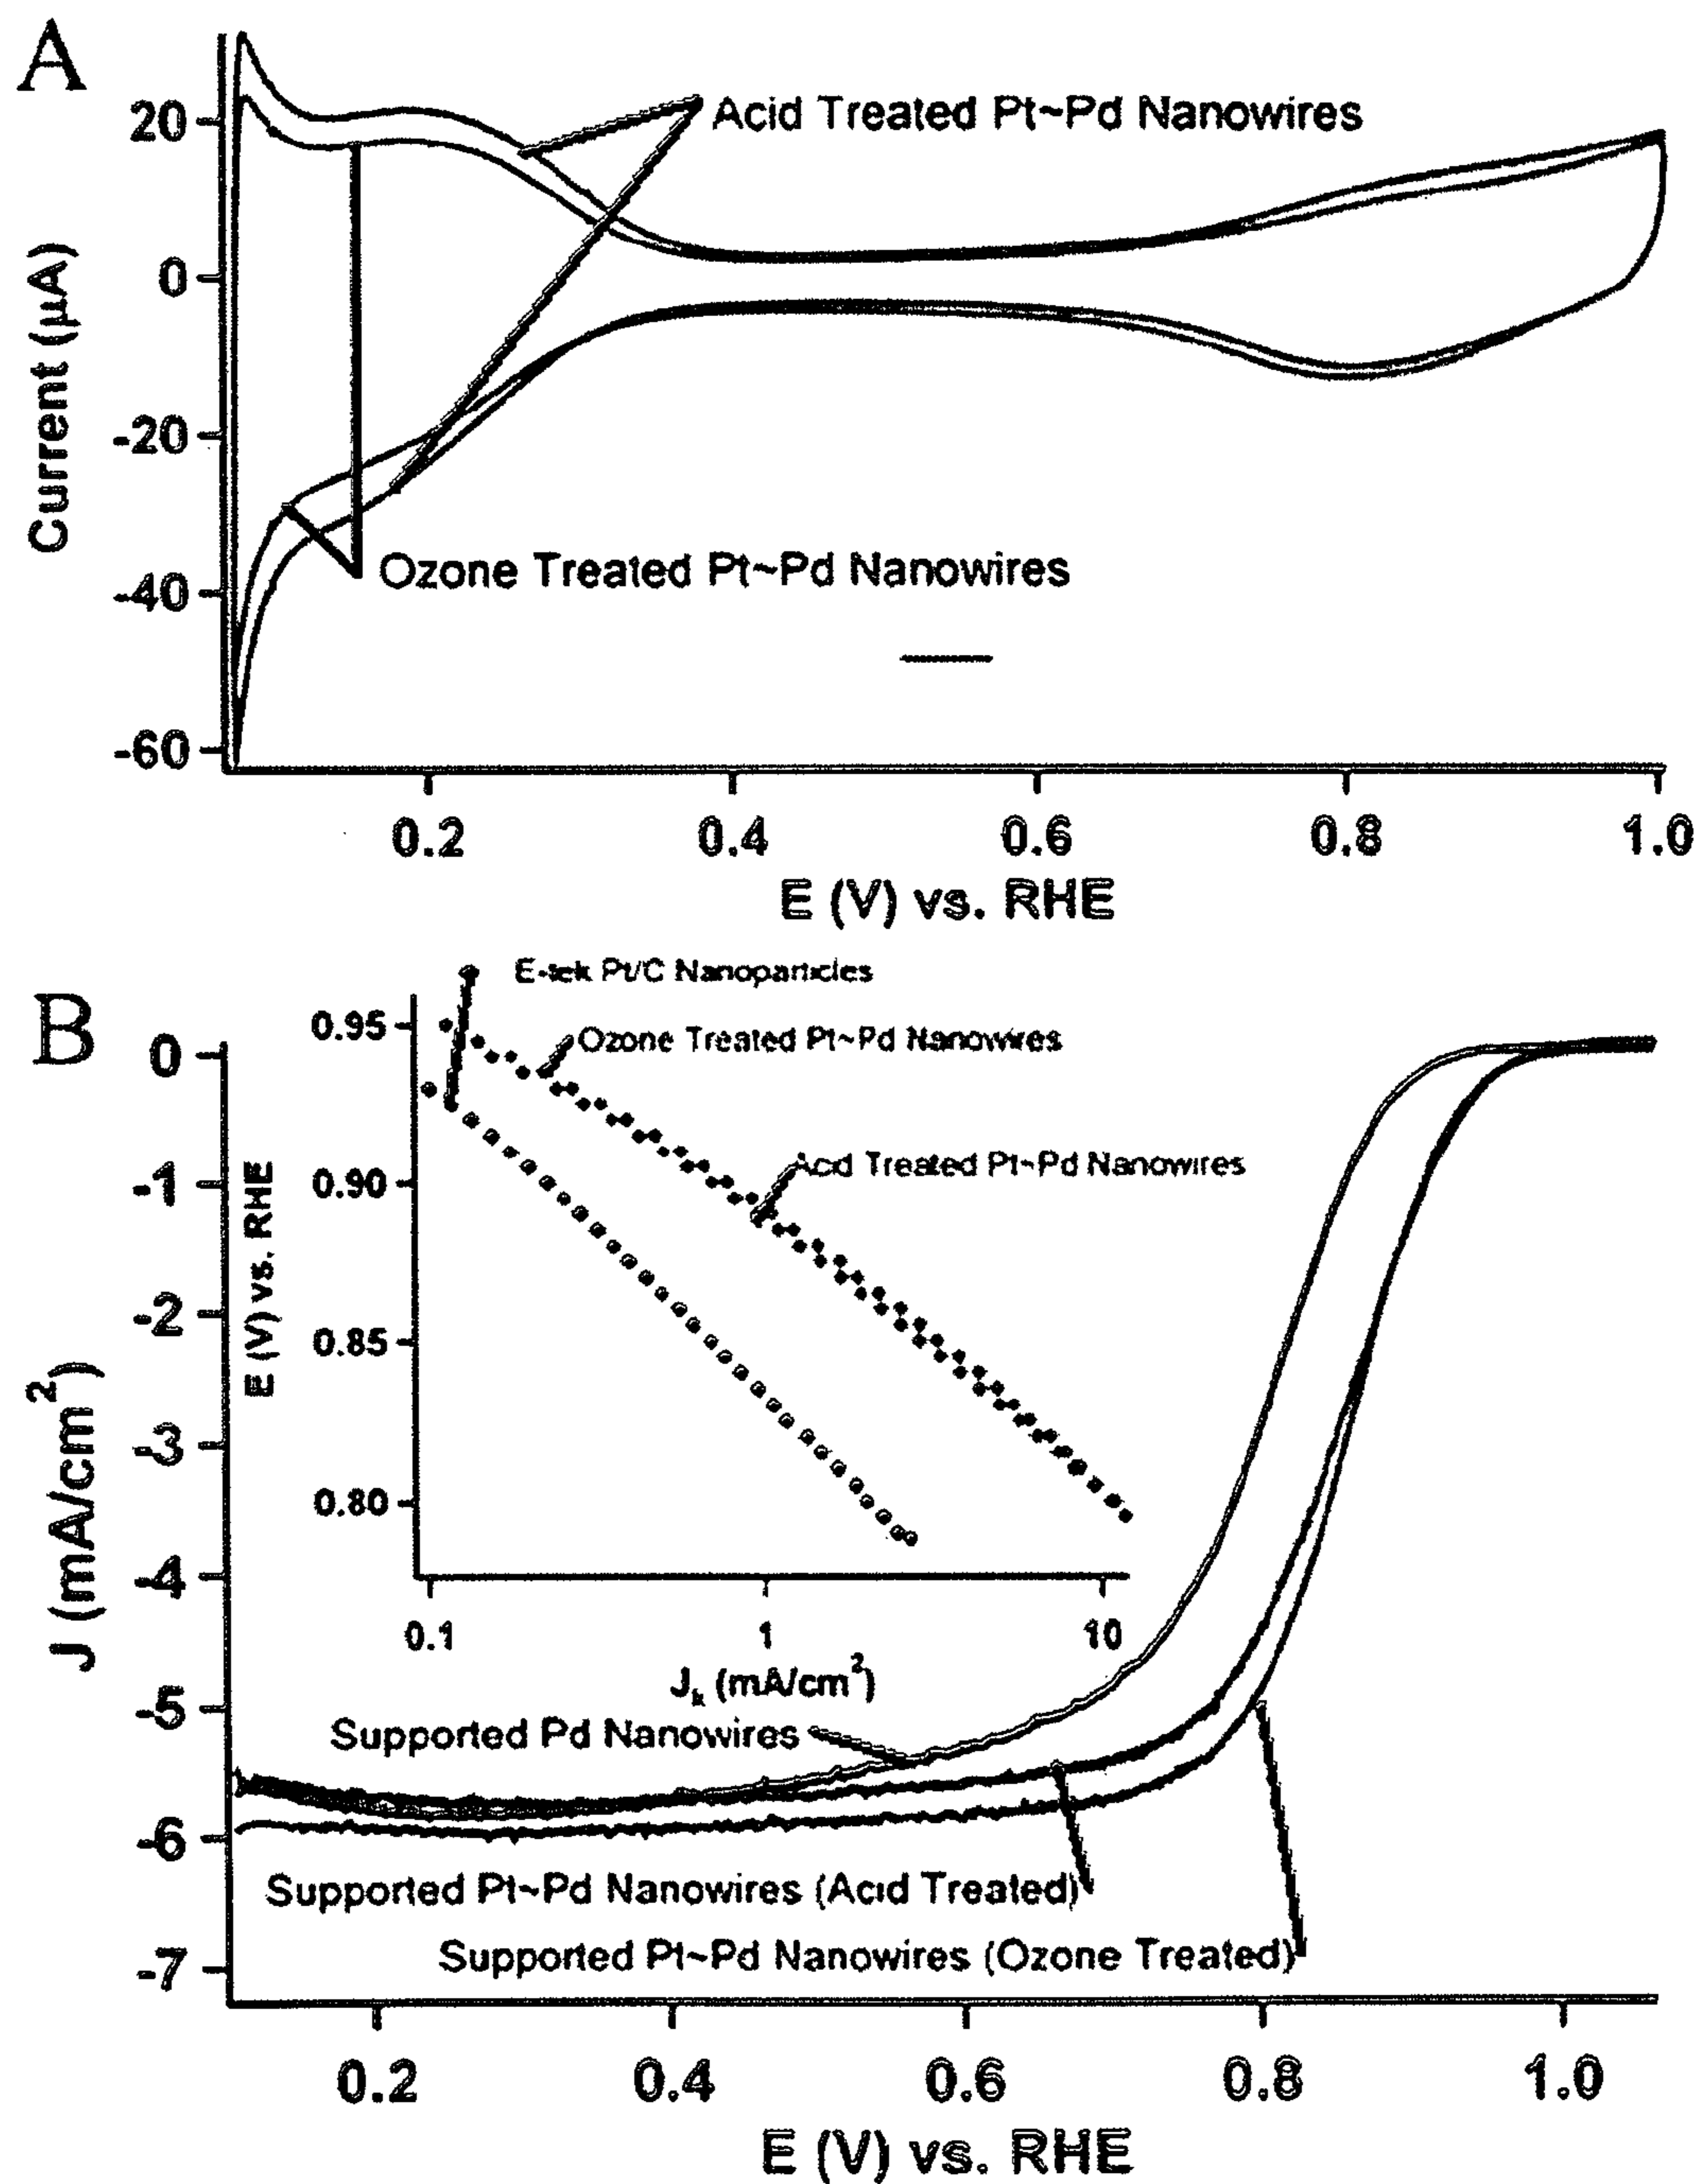 A
20
0
-20
-40
-60
Current (µA)
Acid Treated Pt~Pd Nanowires
Ozone Treated Pt~Pd Nanowires
0.2 0.4 0.6 0.8 1.0
E (V) vs. RHE
B
0
-1
-2
-3
-4
-5
-6
-7
J (mA/cm²)
E-tek Pt/C Nanoparticles
Ozone Treated Pt~Pd Nanowires
Acid Treated Pt~Pd Nanowires
0.95
0.90
0.85
0.80
E (V) vs. RHE
0.1 1 10
Jₖ (mA/cm²)
Supported Pd Nanowires
Supported Pt~Pd Nanowires (Acid Treated)
Supported Pt~Pd Nanowires (Ozone Treated)
0.2 0.4 0.6 0.8 1.0
E (V) vs. RHE